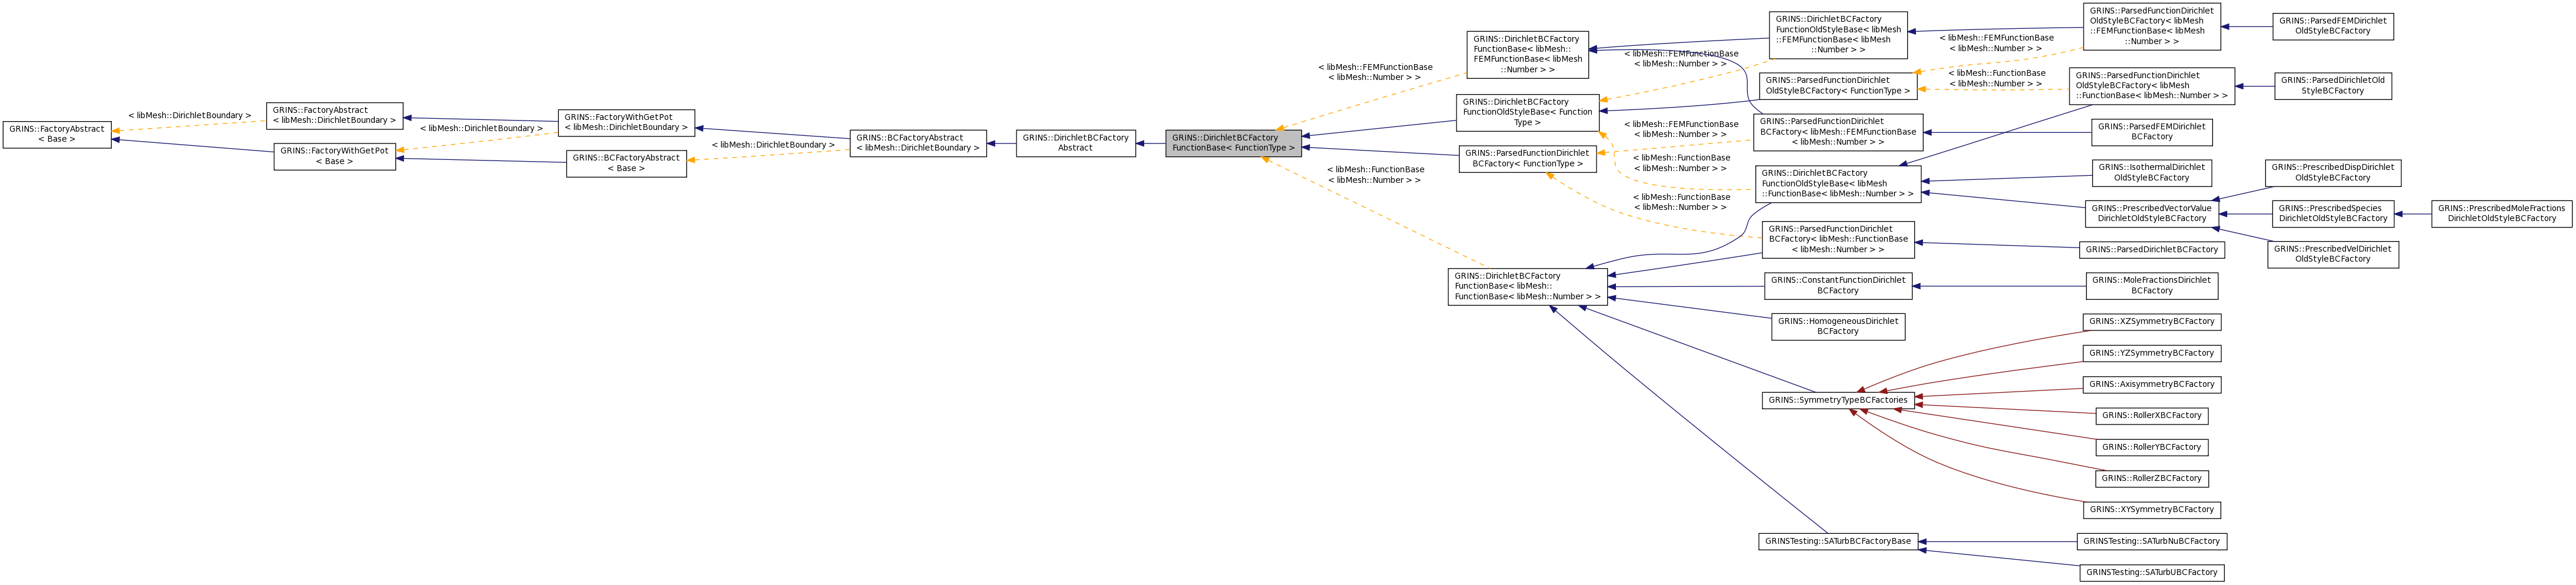 GRINS::FactoryAbstract
< Base >
< libMesh::DirichletBoundary >
GRINS::FactoryAbstract
< libMesh::DirichletBoundary >
GRINS::FactoryWithGetPot
< Base >
< libMesh::DirichletBoundary >
GRINS::FactoryWithGetPot
< libMesh::DirichletBoundary >
GRINS::BCFactoryAbstract
< Base >
< libMesh::DirichletBoundary >
GRINS::BCFactoryAbstract
< libMesh::DirichletBoundary >
GRINS::DirichletBCFactory
Abstract
GRINS::DirichletBCFactory
FunctionBase< FunctionType >
< libMesh::FEMFunctionBase
< libMesh::Number > >
< libMesh::FunctionBase
< libMesh::Number > >
GRINS::DirichletBCFactory
FunctionBase< libMesh::
FEMFunctionBase< libMesh
::Number > >
GRINS::DirichletBCFactory
FunctionOldStyleBase< Function
Type >
GRINS::ParsedFunctionDirichlet
BCFactory< FunctionType >
GRINS::DirichletBCFactory
FunctionBase< libMesh::
FunctionBase< libMesh::Number > >
< libMesh::FEMFunctionBase
< libMesh::Number > >
< libMesh::FEMFunctionBase
< libMesh::Number > >
< libMesh::FunctionBase
< libMesh::Number > >
< libMesh::FunctionBase
< libMesh::Number > >
GRINS::DirichletBCFactory
FunctionOldStyleBase< libMesh
::FEMFunctionBase< libMesh
::Number > >
GRINS::ParsedFunctionDirichlet
OldStyleBCFactory< FunctionType >
GRINS::ParsedFunctionDirichlet
BCFactory< libMesh::FEMFunctionBase
< libMesh::Number > >
GRINS::DirichletBCFactory
FunctionOldStyleBase< libMesh
::FunctionBase< libMesh::Number > >
GRINS::ParsedFunctionDirichlet
BCFactory< libMesh::FunctionBase
< libMesh::Number > >
GRINS::ConstantFunctionDirichlet
BCFactory
GRINS::HomogeneousDirichlet
BCFactory
GRINS::SymmetryTypeBCFactories
GRINSTesting::SATurbBCFactoryBase
< libMesh::FEMFunctionBase
< libMesh::Number > >
< libMesh::FunctionBase
< libMesh::Number > >
GRINS::ParsedFunctionDirichlet
OldStyleBCFactory< libMesh
::FEMFunctionBase< libMesh
::Number > >
GRINS::ParsedFunctionDirichlet
OldStyleBCFactory< libMesh
::FunctionBase< libMesh::Number > >
GRINS::ParsedFEMDirichlet
BCFactory
GRINS::IsothermalDirichlet
OldStyleBCFactory
GRINS::PrescribedVectorValue
DirichletOldStyleBCFactory
GRINS::ParsedDirichletBCFactory
GRINS::MoleFractionsDirichlet
BCFactory
GRINS::XZSymmetryBCFactory
GRINS::YZSymmetryBCFactory
GRINS::AxisymmetryBCFactory
GRINS::RollerXBCFactory
GRINS::RollerYBCFactory
GRINS::RollerZBCFactory
GRINS::XYSymmetryBCFactory
GRINSTesting::SATurbNuBCFactory
GRINSTesting::SATurbUBCFactory
GRINS::ParsedFEMDirichlet
OldStyleBCFactory
GRINS::ParsedDirichletOld
StyleBCFactory
GRINS::PrescribedDispDirichlet
OldStyleBCFactory
GRINS::PrescribedSpecies
DirichletOldStyleBCFactory
GRINS::PrescribedVelDirichlet
OldStyleBCFactory
GRINS::PrescribedMoleFractions
DirichletOldStyleBCFactory